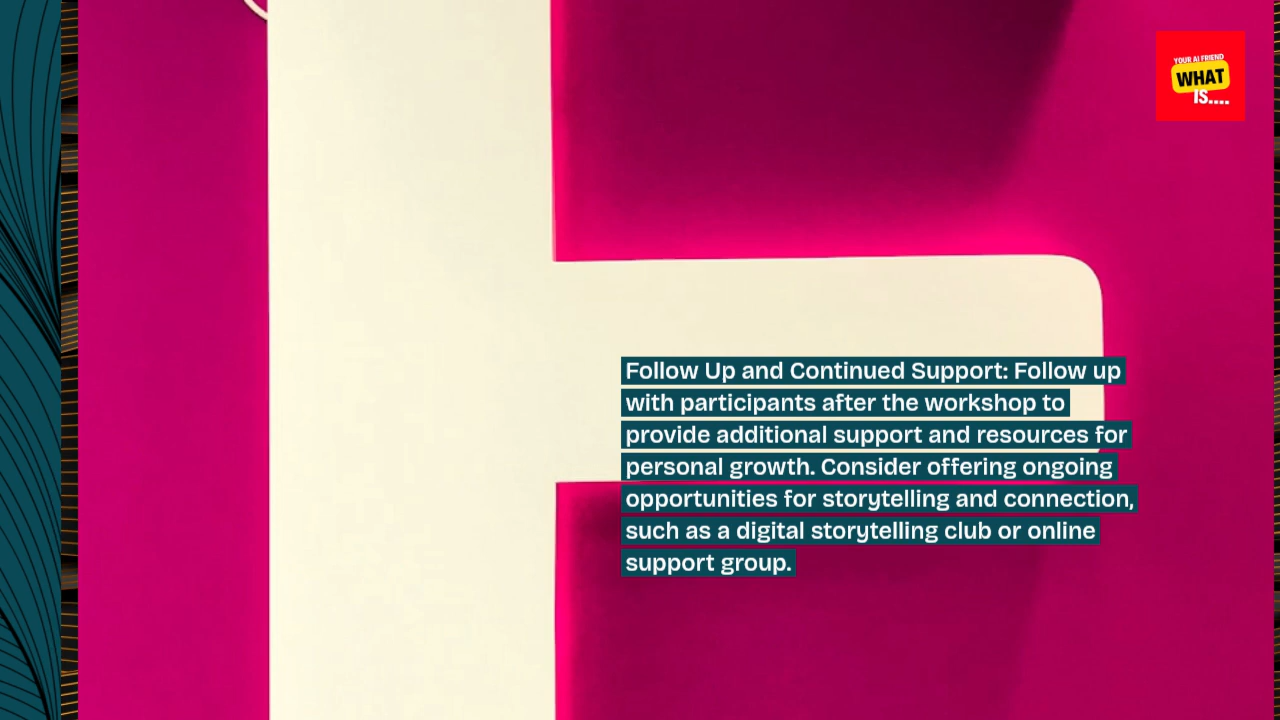 YOUR AI FRIEND
WHAT
IS....
Follow Up and Continued Support: Follow up
with participants after the workshop to
provide additional support and resources for
personal growth. Consider offering ongoing
opportunities for storytelling and connection,
such as a digital storytelling club or online
support group.